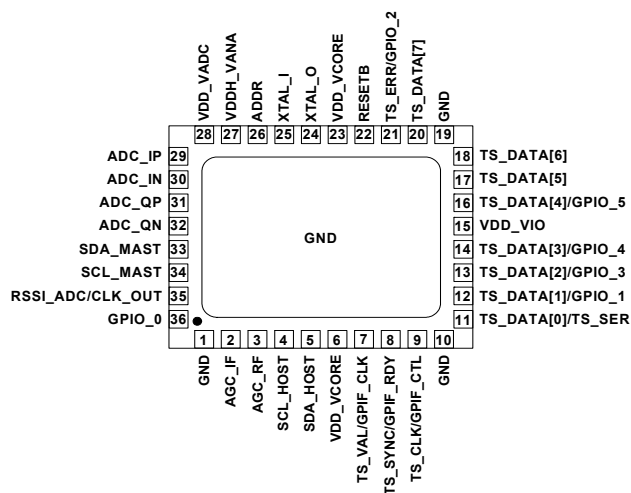 VDD_VADC
VDDH_VANA
ADDR
XTAL_I
XTAL_O
VDD_VCORE
RESETB
TS_ERR/GPIO_2
TS_DATA[7]
GND
28 27 26 25 24 23 22 21 20 19
ADC_IP 29
ADC_IN 30
ADC_QP 31
ADC_QN 32
SDA_MAST 33
SCL_MAST 34
RSSI_ADC/CLK_OUT 35
GPIO_0 36
GND
18 TS_DATA[6]
17 TS_DATA[5]
16 TS_DATA[4]/GPIO_5
15 VDD_VIO
14 TS_DATA[3]/GPIO_4
13 TS_DATA[2]/GPIO_3
12 TS_DATA[1]/GPIO_1
11 TS_DATA[0]/TS_SER
1 2 3 4 5 6 7 8 9 10
GND
AGC_IF
AGC_RF
SCL_HOST
SDA_HOST
VDD_VCORE
TS_VAL/GPIF_CLK
TS_SYNC/GPIF_RDY
TS_CLK/GPIF_CTL
GND